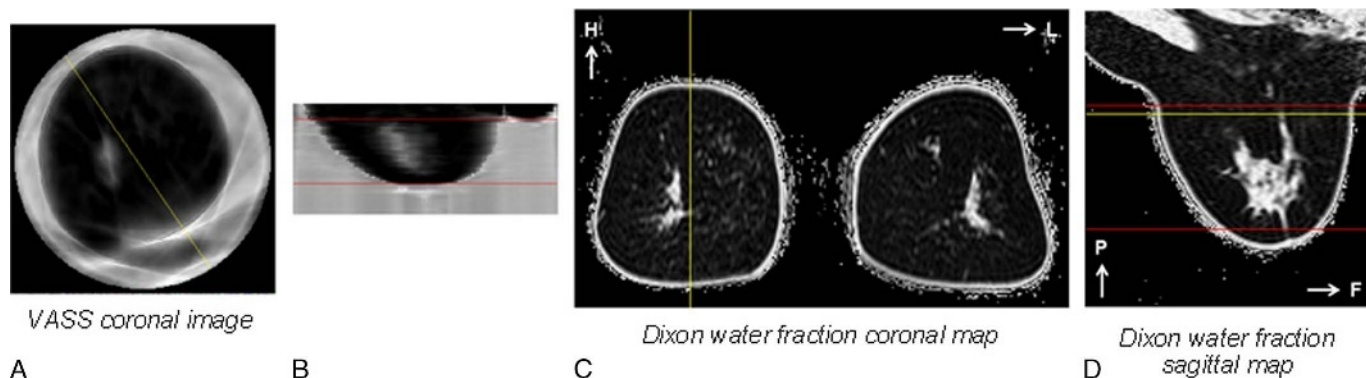 H
L
P
F
VASS coronal image
Dixon water fraction coronal map
Dixon water fraction
sagittal map
A
B
C
D